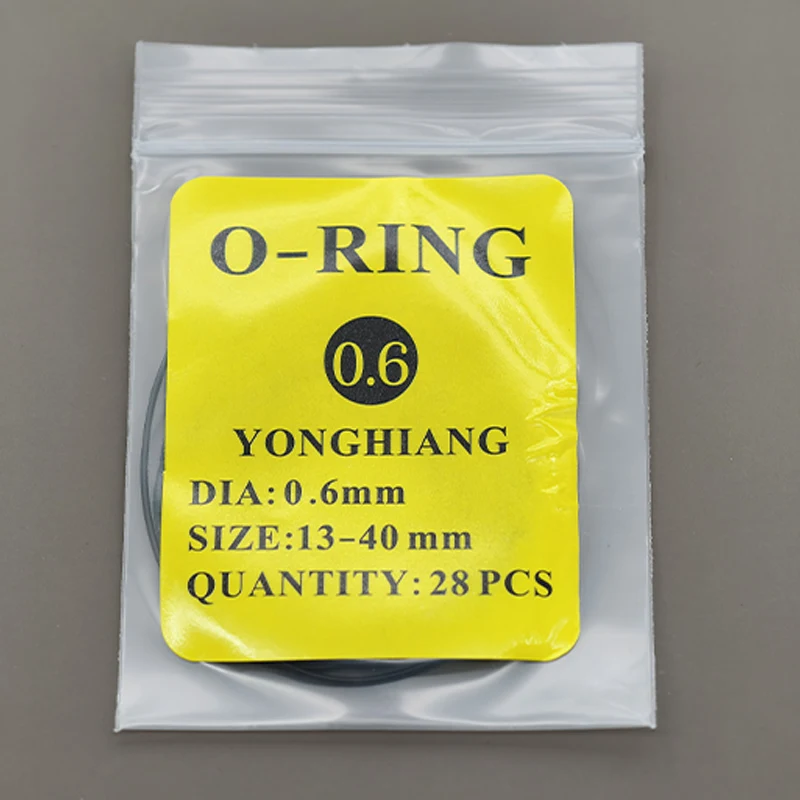 O-RING
0.6
YONGHIANG
DIA: 0.6mm
SIZE:13-40 mm
QUANTITY: 28 PCS